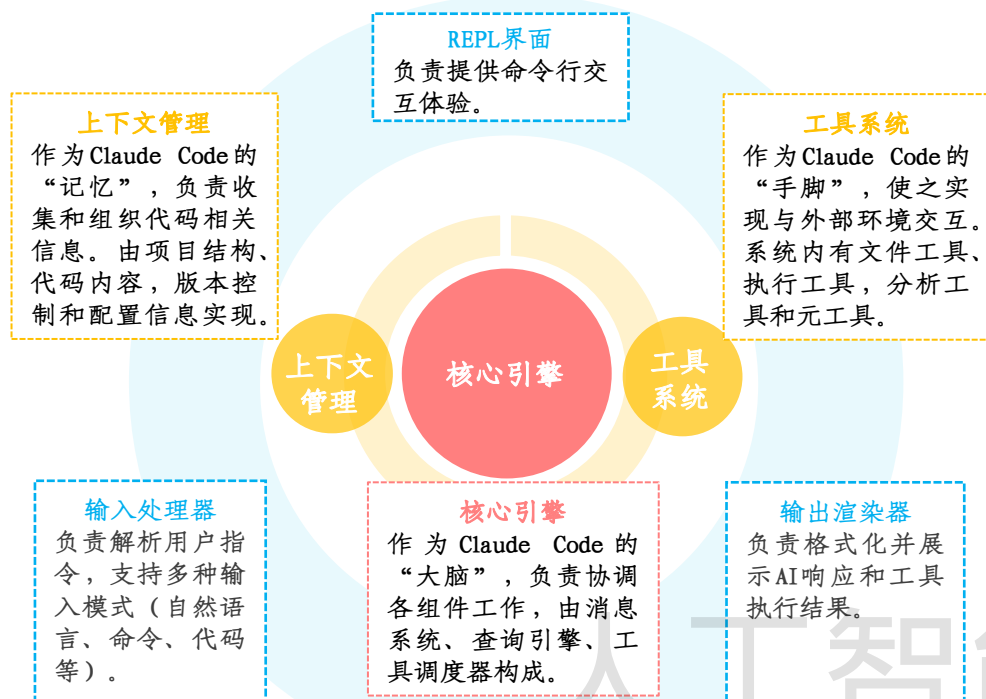 REPL界面
负责提供命令行交
互体验。
上下文管理
作为Claude Code的
“记忆”，负责收
集和组织代码相关
信息。由项目结构、
代码内容，版本控
制和配置信息实现。
工具系统
作为Claude Code的
“手脚”，使之实
现与外部环境交互。
系统内有文件工具、
执行工具，分析工
具和元工具。
上下文
管理
核心引擎
工具
系统
输入处理器
负责解析用户指
令，支持多种输
入模式（自然语
言、命令、代码
等）。
核心引擎
作为Claude Code的
“大脑”，负责协调
各组件工作，由消息
系统、查询引擎、工
具调度器构成。
输出渲染器
负责格式化并展
示AI响应和工具
执行结果。
人工智